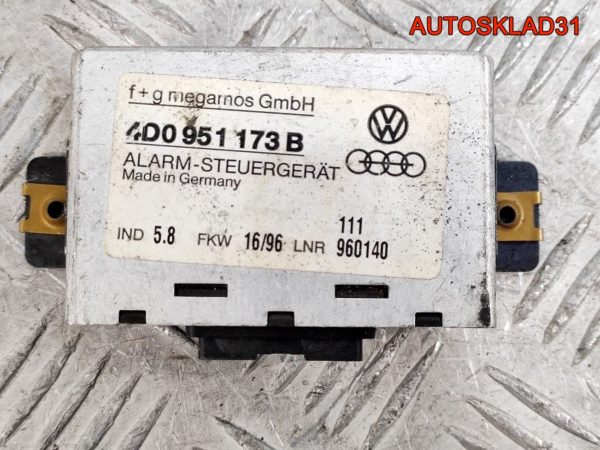 AUTOSKLAD31
f+g megamos GmbH
4D0 951 173 B
ALARM-STEUERGERÄT
Made in Germany
111
IND 5.8 FKW 16/96 LNR 960140